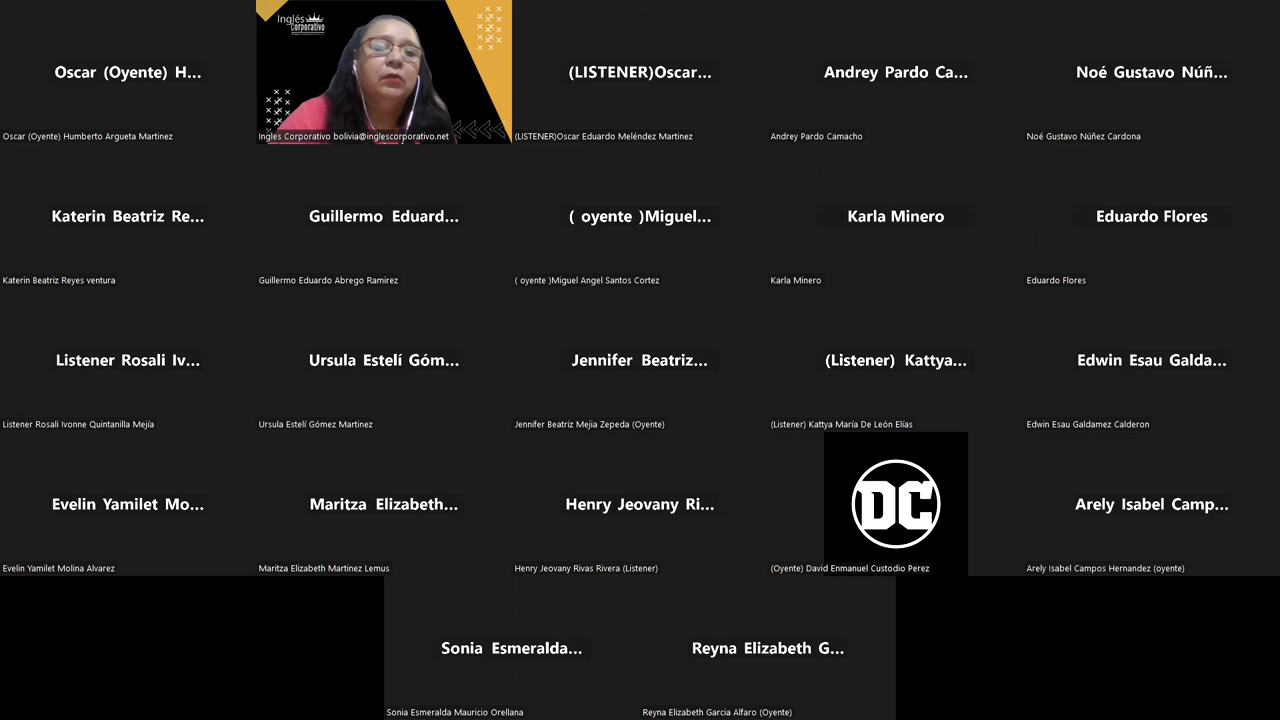 Oscar (Oyente) H...
Oscar (Oyente) Humberto Argueta Martinez
Inglés
Corporativo
Ingles Corporativo bolivia@inglescorporativo.net
(LISTENER)Oscar...
(LISTENER)Oscar Eduardo Meléndez Martinez
Andrey Pardo Ca...
Andrey Pardo Camacho
Noé Gustavo Núñ...
Noé Gustavo Núñez Cardona
Katerin Beatriz Re...
Katerin Beatriz Reyes ventura
Guillermo Eduard...
Guillermo Eduardo Abrego Ramirez
( oyente )Miguel...
( oyente )Miguel Angel Santos Cortez
Karla Minero
Karla Minero
Eduardo Flores
Eduardo Flores
Listener Rosali Iv...
Listener Rosali Ivonne Quintanilla Mejía
Ursula Estelí Góm...
Ursula Estelí Gómez Martinez
Jennifer Beatriz...
Jennifer Beatriz Mejia Zepeda (Oyente)
(Listener) Kattya...
(Listener) Kattya María De León Elías
Edwin Esau Galda...
Edwin Esau Galdamez Calderon
Evelin Yamilet Mo...
Evelin Yamilet Molina Alvarez
Maritza Elizabeth...
Maritza Elizabeth Martinez Lemus
Henry Jeovany Ri...
Henry Jeovany Rivas Rivera (Listener)
DC
(Oyente) David Enmanuel Custodio Perez
Arely Isabel Camp...
Arely Isabel Campos Hernandez (oyente)
Sonia Esmeralda...
Sonia Esmeralda Mauricio Orellana
Reyna Elizabeth G...
Reyna Elizabeth Garcia Alfaro (Oyente)